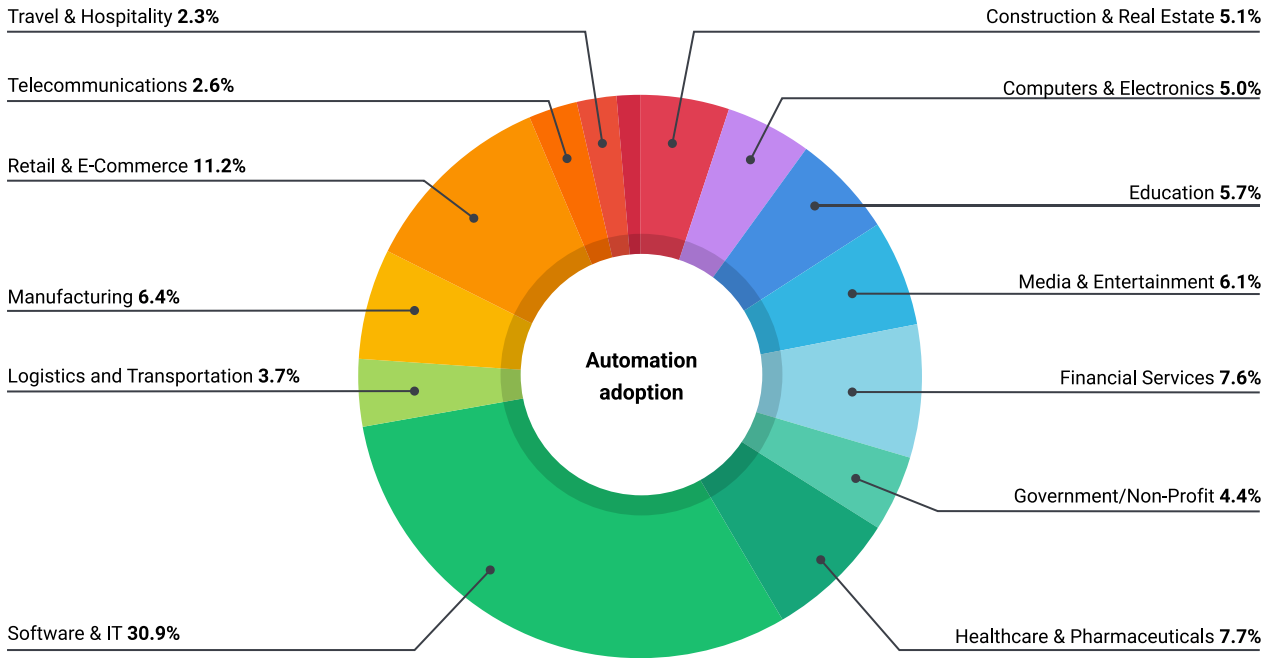 Travel & Hospitality 2.3%
Construction & Real Estate 5.1%
Telecommunications 2.6%
Computers & Electronics 5.0%
Retail & E-Commerce 11.2%
Education 5.7%
Media & Entertainment 6.1%
Manufacturing 6.4%
Automation
adoption
Logistics and Transportation 3.7%
Financial Services 7.6%
Government/Non-Profit 4.4%
Software & IT 30.9%
Healthcare & Pharmaceuticals 7.7%